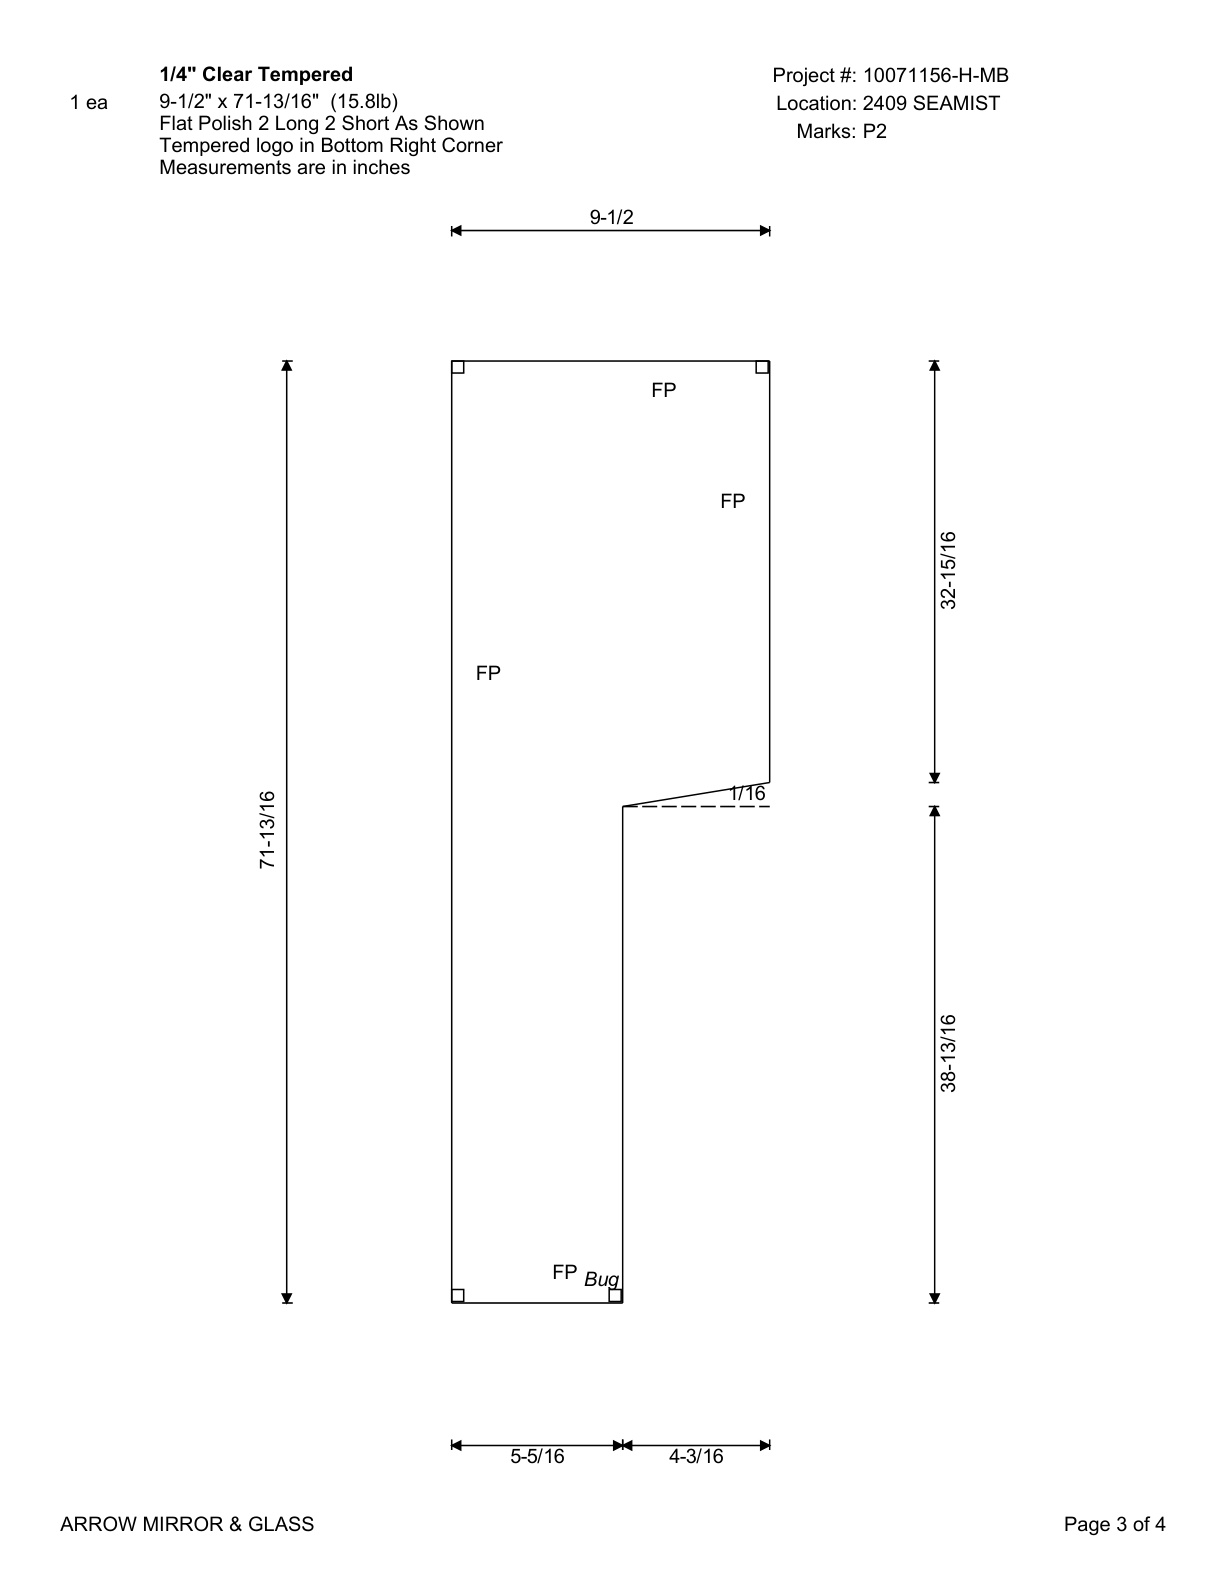 1/4" Clear Tempered
Project #: 10071156-H-MB
1 ea
9-1/2" x 71-13/16" (15.8lb)
Location: 2409 SEAMIST
Flat Polish 2 Long 2 Short As Shown
Marks: P2
Tempered logo in Bottom Right Corner
Measurements are in inches
9-1/2
FP
FP
32-15/16
FP
1/16
71-13/16
38-13/16
FP
Bug
5-5/16
4-3/16
ARROW MIRROR & GLASS
Page 3 of 4